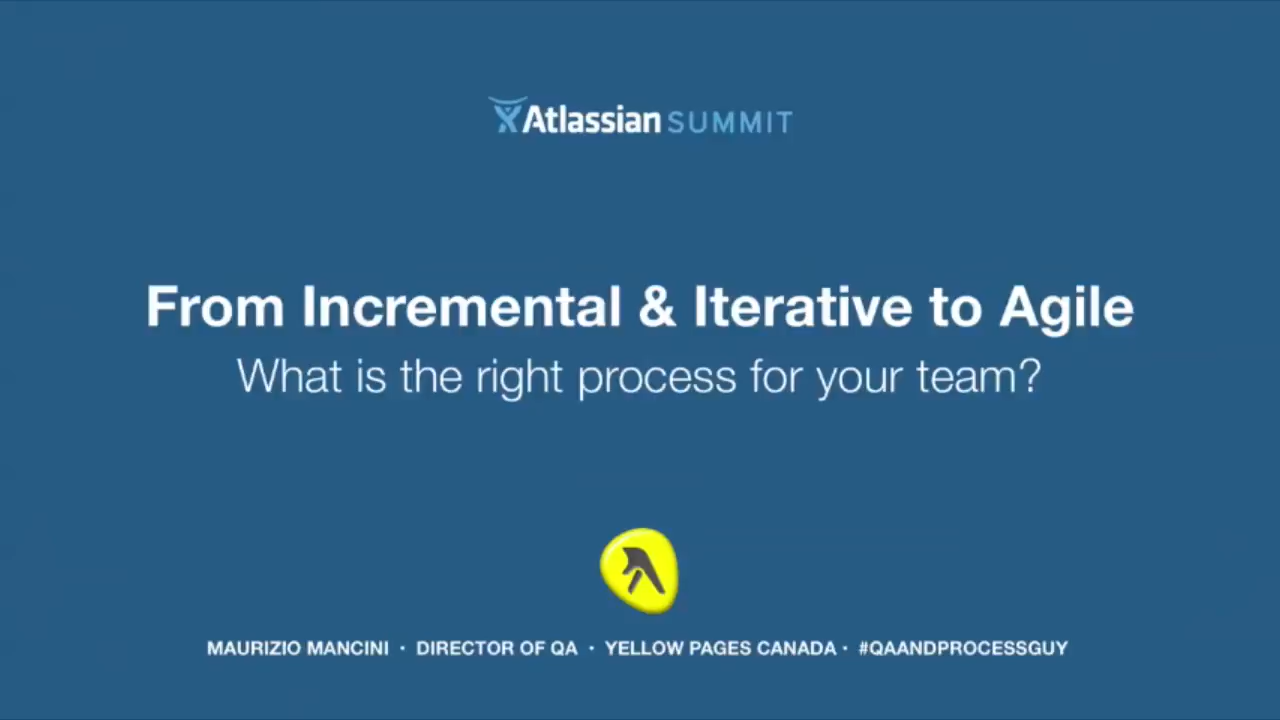 Atlassian SUMMIT
From Incremental & Iterative to Agile
What is the right process for your team?
MAURIZIO MANCINI · DIRECTOR OF QA · YELLOW PAGES CANADA · #QAANDPROCESSGUY